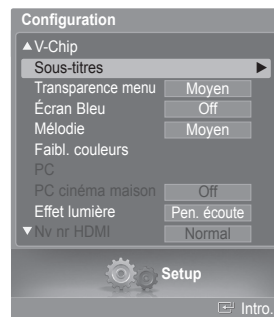 Configuration
▲V-Chip
Sous-titres ►
Transparence menu Moyen
Écran Bleu Off
Mélodie Moyen
Faibl. couleurs
PC
PC cinéma maison Off
Effet lumière Pen. écoute
▼Nv nr HDMI Normal
Setup
Intro.